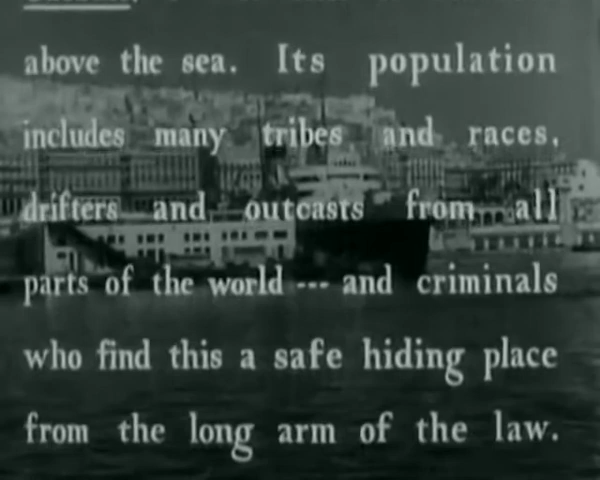 above the sea. Its population
includes many tribes and races,
drifters and outcasts from all
parts of the world --- and criminals
who find this a safe hiding place
from the long arm of the law.